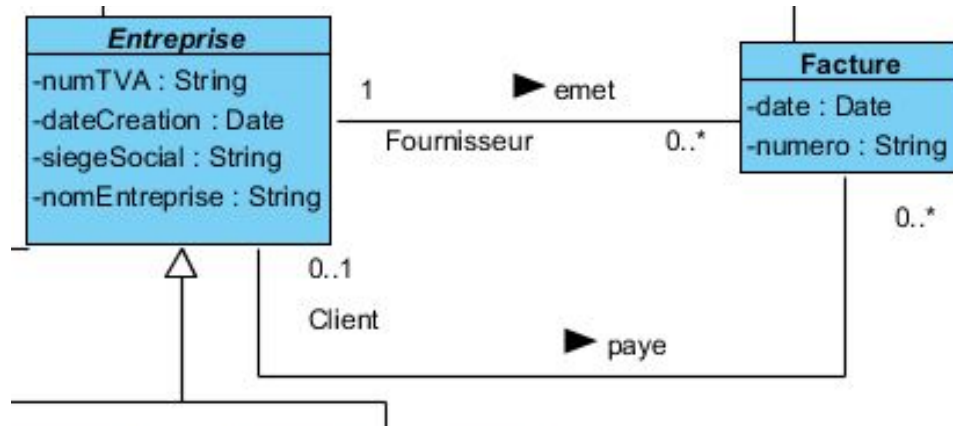 Entreprise
-numTVA : String
-dateCreation : Date
-siegeSocial : String
-nomEntreprise : String
1
► emet
Fournisseur
0..*
Facture
-date : Date
-numero : String
0..*
0..1
Client
► paye